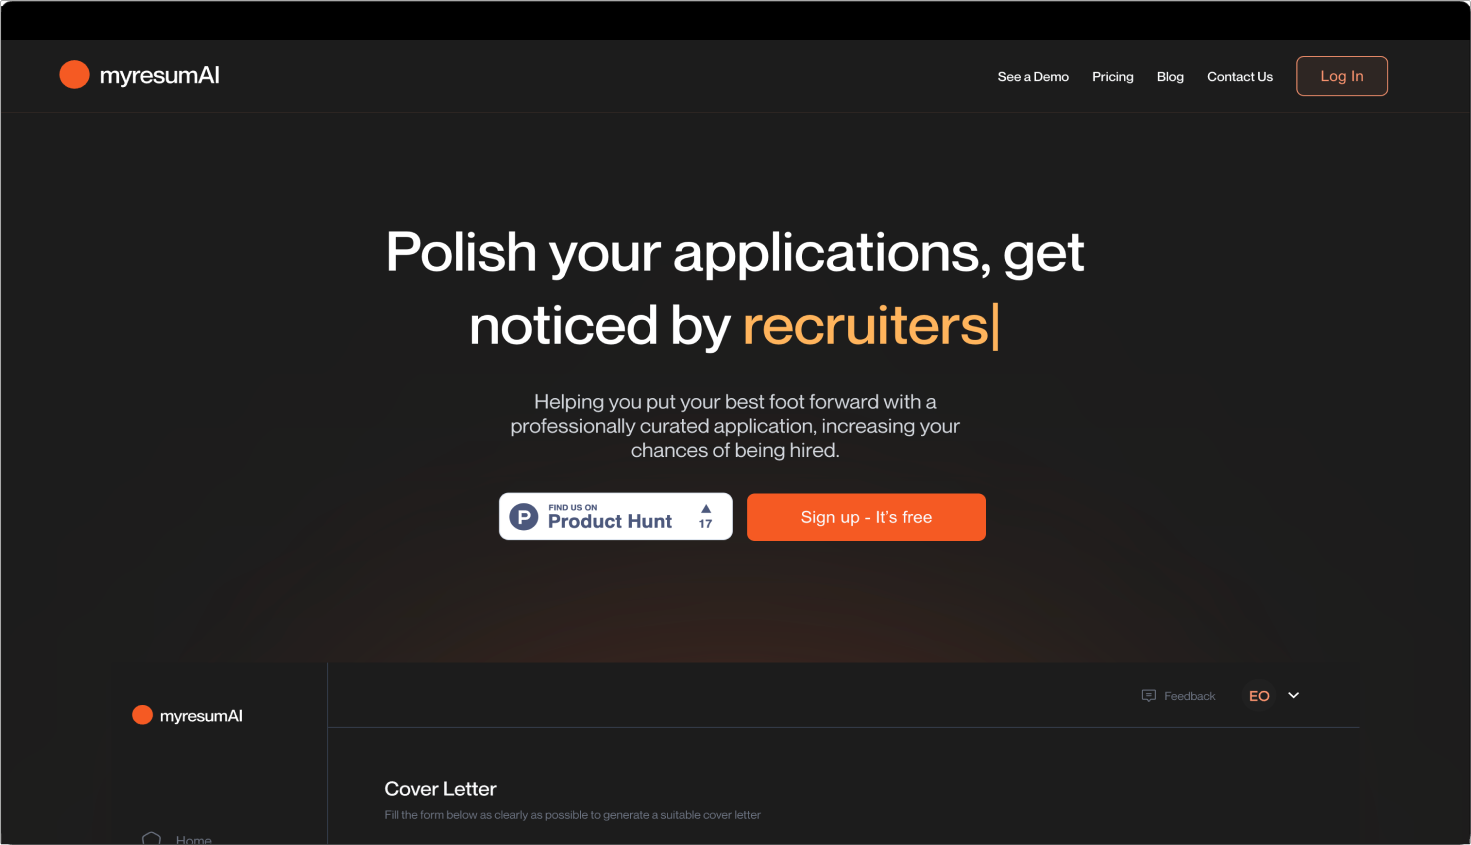 myresumAI
See a Demo
Pricing
Blog
Contact Us
Log In
Polish your applications, get
noticed by recruiters|
Helping you put your best foot forward with a
professionally curated application, increasing your
chances of being hired.
P
FIND US ON
Product Hunt
▲
17
Sign up - It's free
myresumAI
Feedback
EO
Cover Letter
Fill the form below as clearly as possible to generate a suitable cover letter
Home